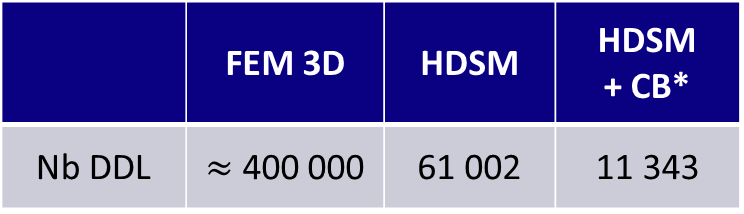 FEM 3D HDSM HDSM
+ CB*
Nb DDL ≈ 400 000 61 002 11 343